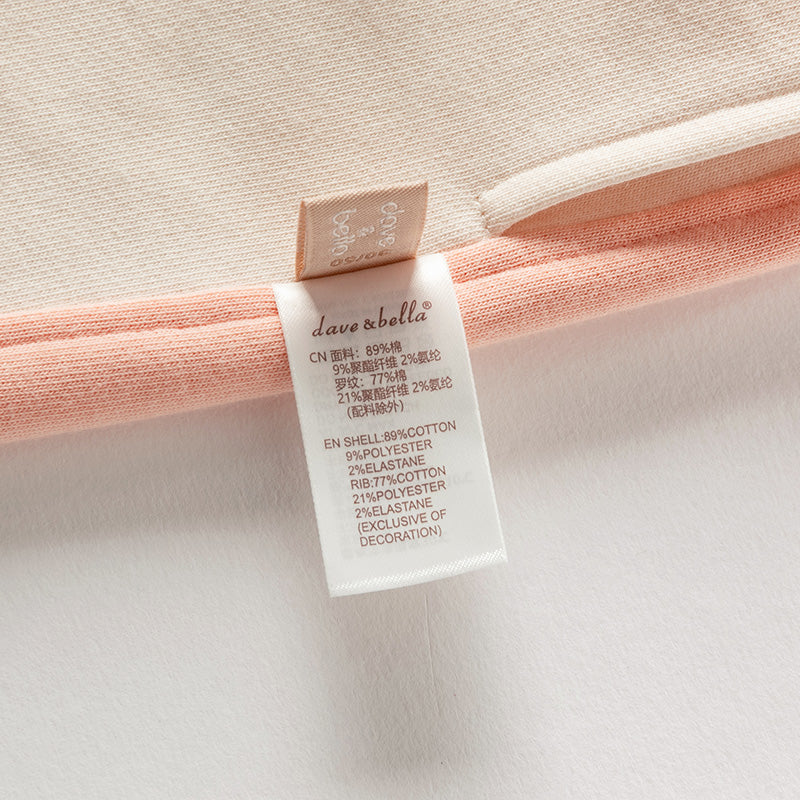 dave
&
bella
dave&bella®
CN 面料：89%棉
9%聚酯纤维 2%氨纶
罗纹：77%棉
21%聚酯纤维 2%氨纶
(配料除外)
EN SHELL:89%COTTON
9%POLYESTER
2%ELASTANE
RIB:77%COTTON
21%POLYESTER
2%ELASTANE
(EXCLUSIVE OF
DECORATION)